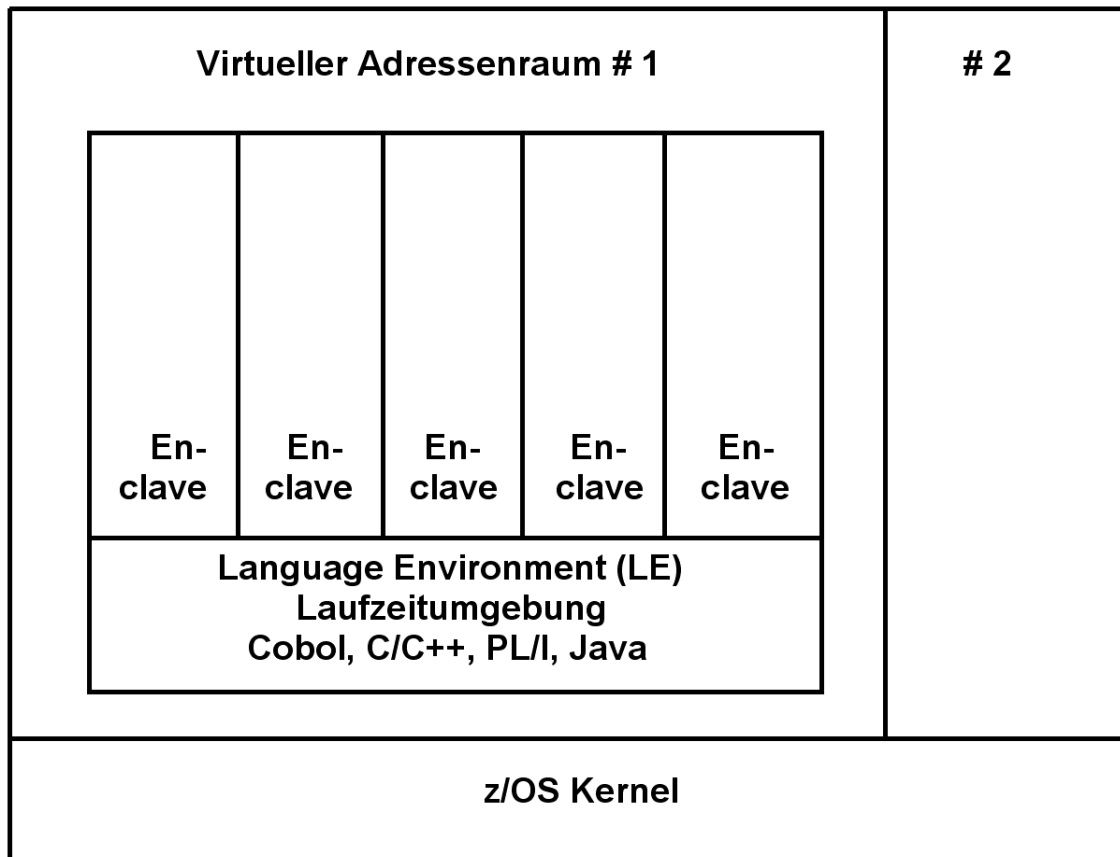 Virtueller Adressenraum # 1
# 2
En-
clave
En-
clave
En-
clave
En-
clave
En-
clave
Language Environment (LE)
Laufzeitumgebung
Cobol, C/C++, PL/I, Java
z/OS Kernel